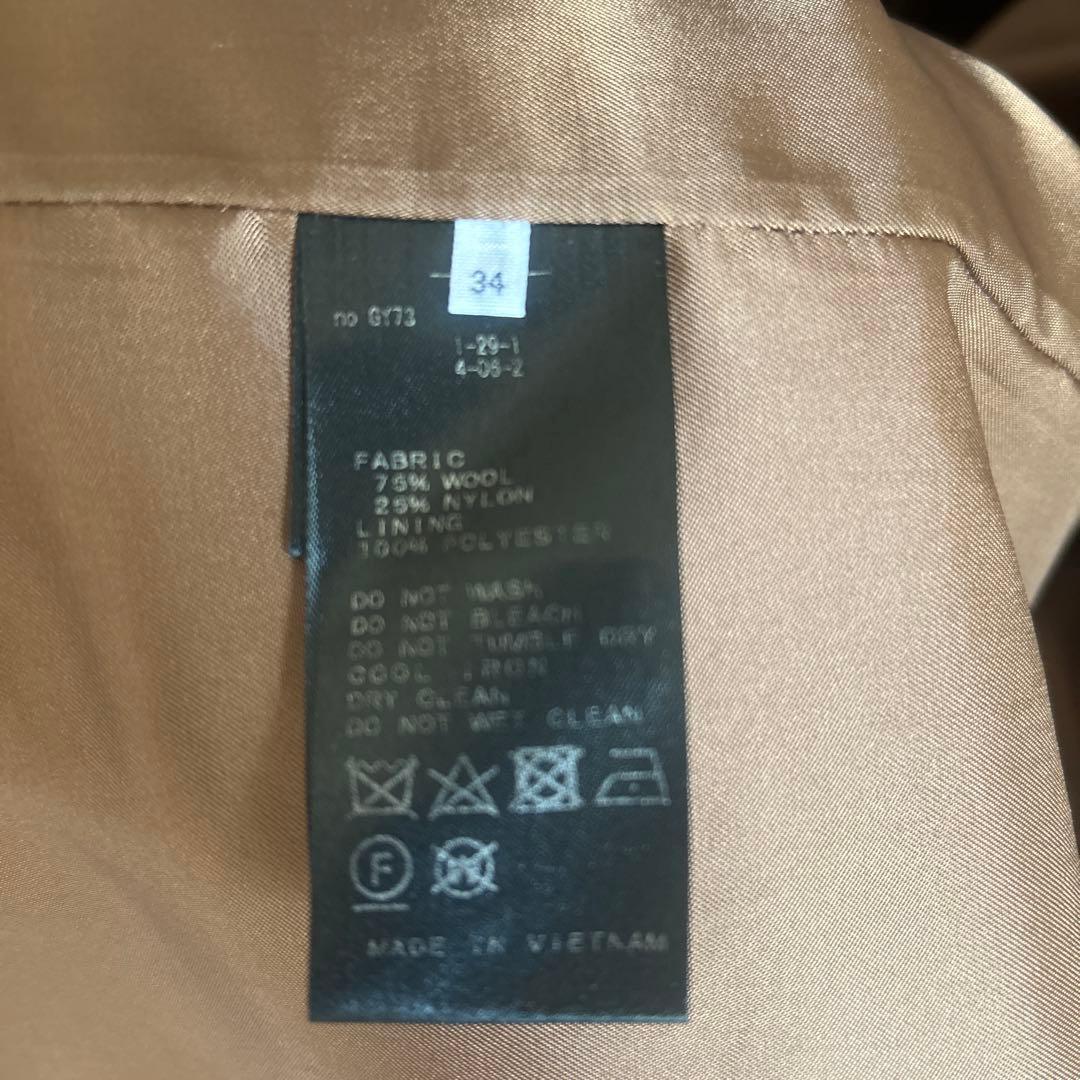 34
no GY73
1-29-1
4-06-2
FABRIC
75% WOOL
25% NYLON
LINING
100% POLYESTER
DO NOT WASH
DO NOT BLEACH
DO NOT TUMBLE DRY
COOL IRON
DRY CLEAN
DO NOT WET CLEAN
F W
MADE IN VIETNAM